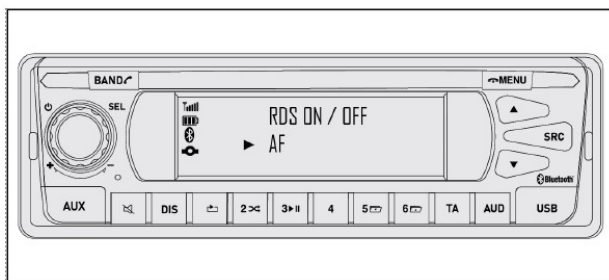 BAND MENU
SEL
RDS ON / OFF
AF
SRC
Bluetooth
AUX DIS 2 3 4 5 6 TA AUD USB